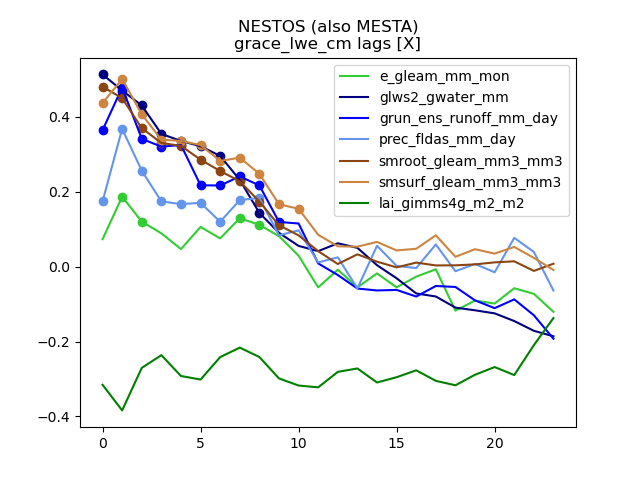 NESTOS (also MESTA)
grace_lwe_cm lags [X]
e_gleam_mm_mon
glws2_gwater_mm
grun_ens_runoff_mm_day
prec_fldas_mm_day
smroot_gleam_mm3_mm3
smsurf_gleam_mm3_mm3
lai_gimms4g_m2_m2
0.4
0.2
0.0
−0.2
−0.4
0 5 10 15 20